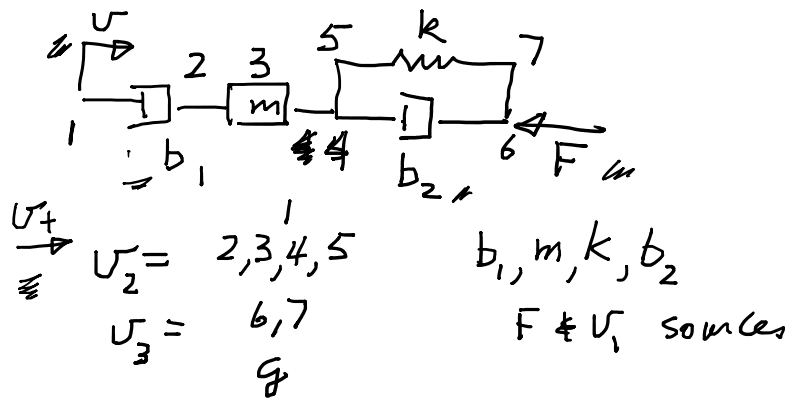 v
1
b₁
2
3
m
4
5
k
7
b₂
6
F
v+
1
v₂ = 2,3,4,5
b₁, m, k, b₂
v₃ = 6,7
F & v₁ sources
g